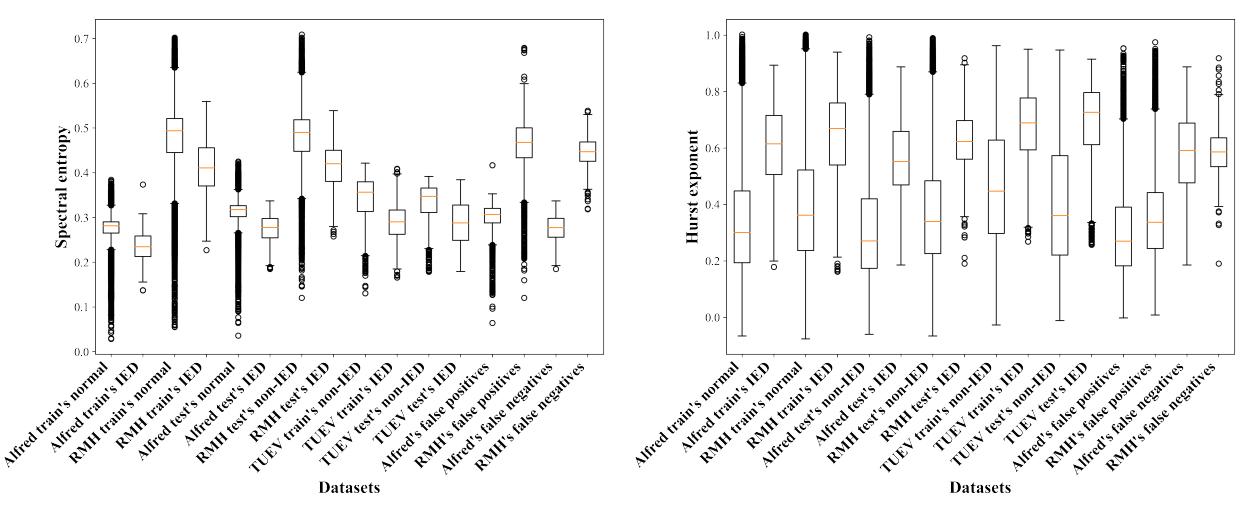 0.7
0.6
0.5
0.4
0.3
0.2
0.1
0.0
Spectral entropy
Alfred train's normal
Alfred train's IED
RMH train's normal
RMH train's IED
Alfred test's normal
Alfred test's IED
RMH test's non-IED
RMH test's IED
TUEV train's non-IED
TUEV train's IED
TUEV test's non-IED
TUEV test's IED
Alfred's false positives
RMH's false positives
Alfred's false negatives
RMH's false negatives
Datasets
1.0
0.8
0.6
0.4
0.2
0.0
Hurst exponent
Alfred train's normal
Alfred train's IED
RMH train's normal
RMH train's IED
Alfred test's non-IED
Alfred test's IED
RMH test's non-IED
RMH test's IED
TUEV train's non-IED
TUEV train's IED
TUEV test's non-IED
TUEV test's IED
Alfred's false positives
RMH's false positives
Alfred's false negatives
RMH's false negatives
Datasets